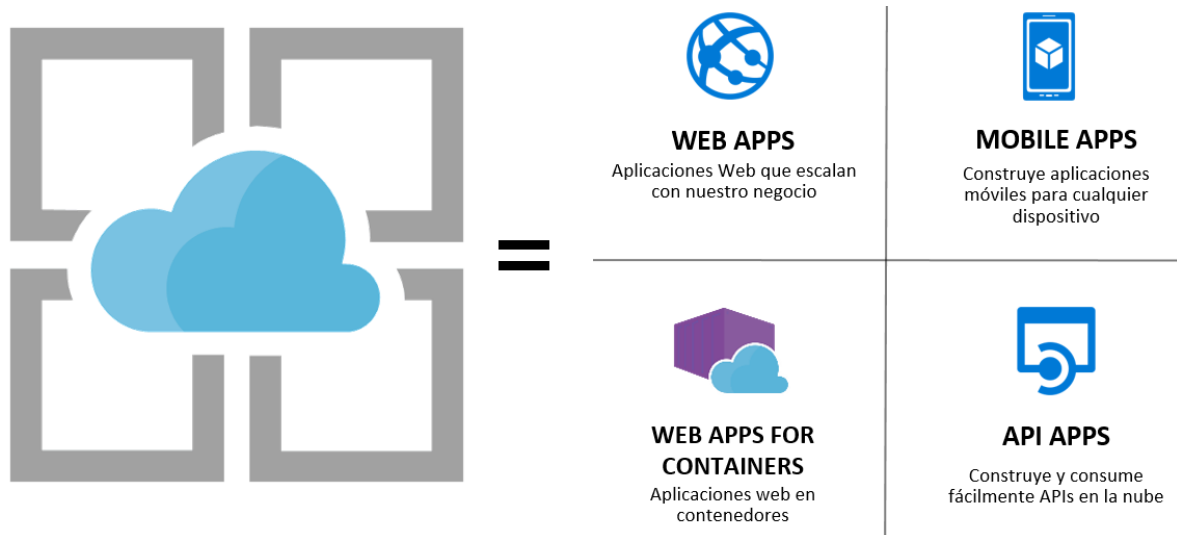 WEB APPS
Aplicaciones Web que escalan
con nuestro negocio
MOBILE APPS
Construye aplicaciones
móviles para cualquier
dispositivo
=
WEB APPS FOR
CONTAINERS
Aplicaciones web en
contenedores
API APPS
Construye y consume
fácilmente APIs en la nube